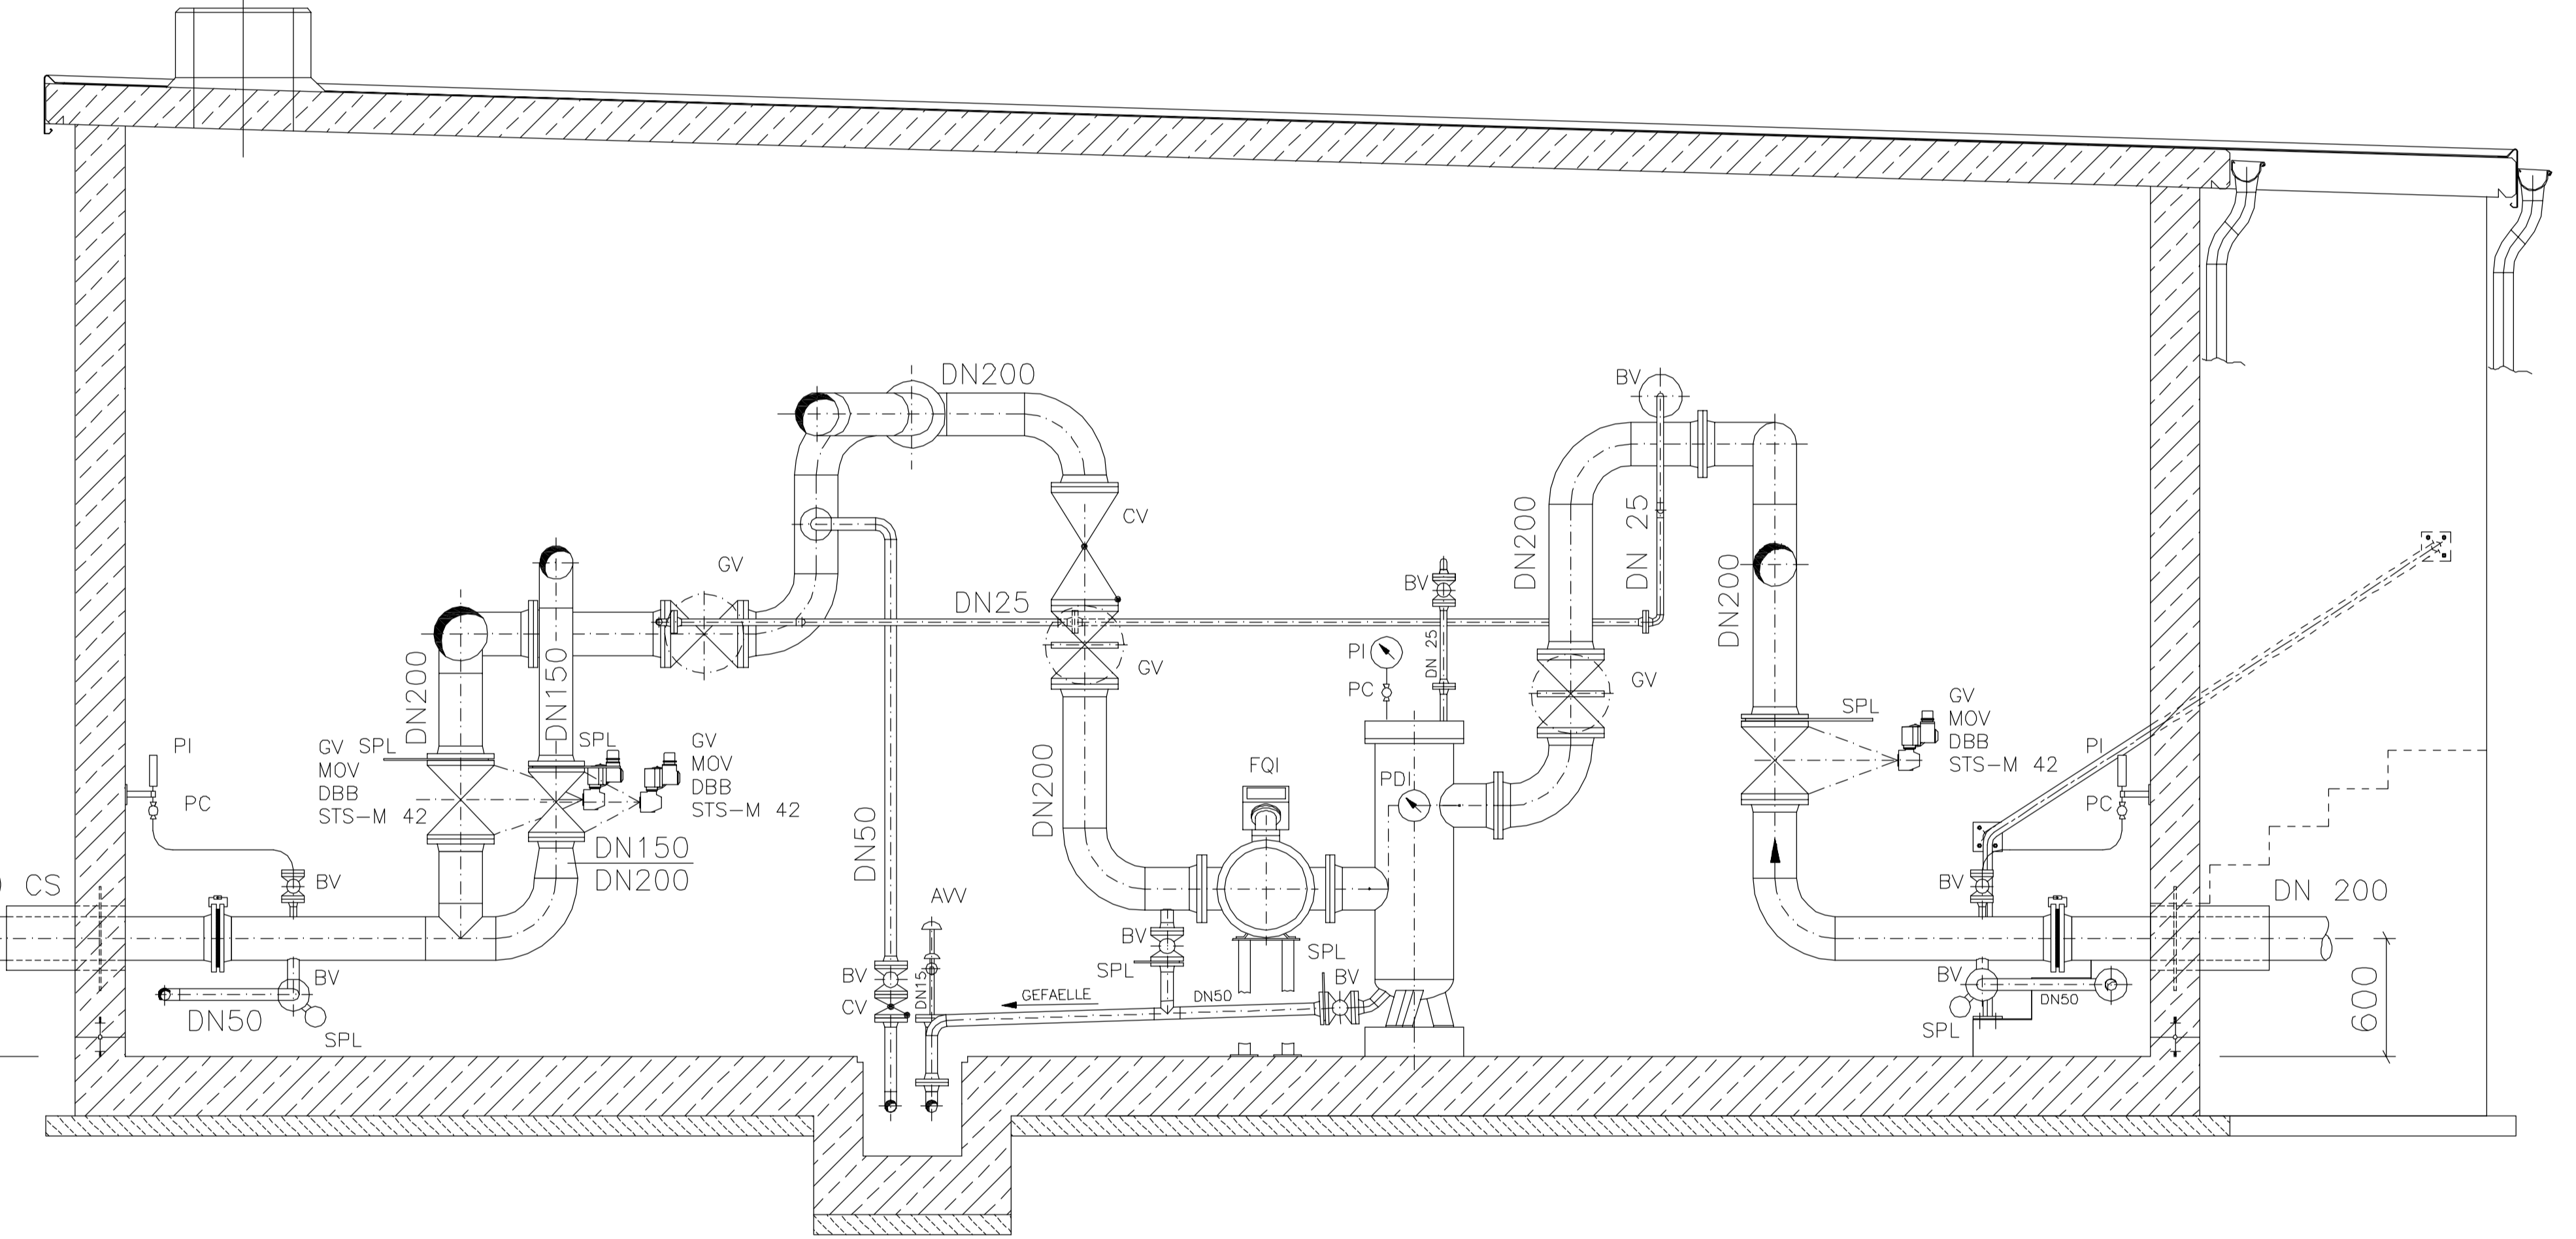 DN200
BV
CV
DN200
DN 25
GV
DN200
DN25
BV
DN 25
PI
PC
GV
GV
DN200
DN150
SPL
GV
MOV
DBB
STS-M 42
PI
PC
GV SPL
MOV
DBB
STS-M 42
SPL
GV
MOV
DBB
STS-M 42
DN200
FQI
PDI
PI
PC
DN50
DN150
DN200
CS
BV
AVV
BV
DN 200
BV
SPL
SPL
BV
BV
DN50
SPL
BV
CV
DN15
GEFAELLE
DN50
BV
DN50
SPL
600